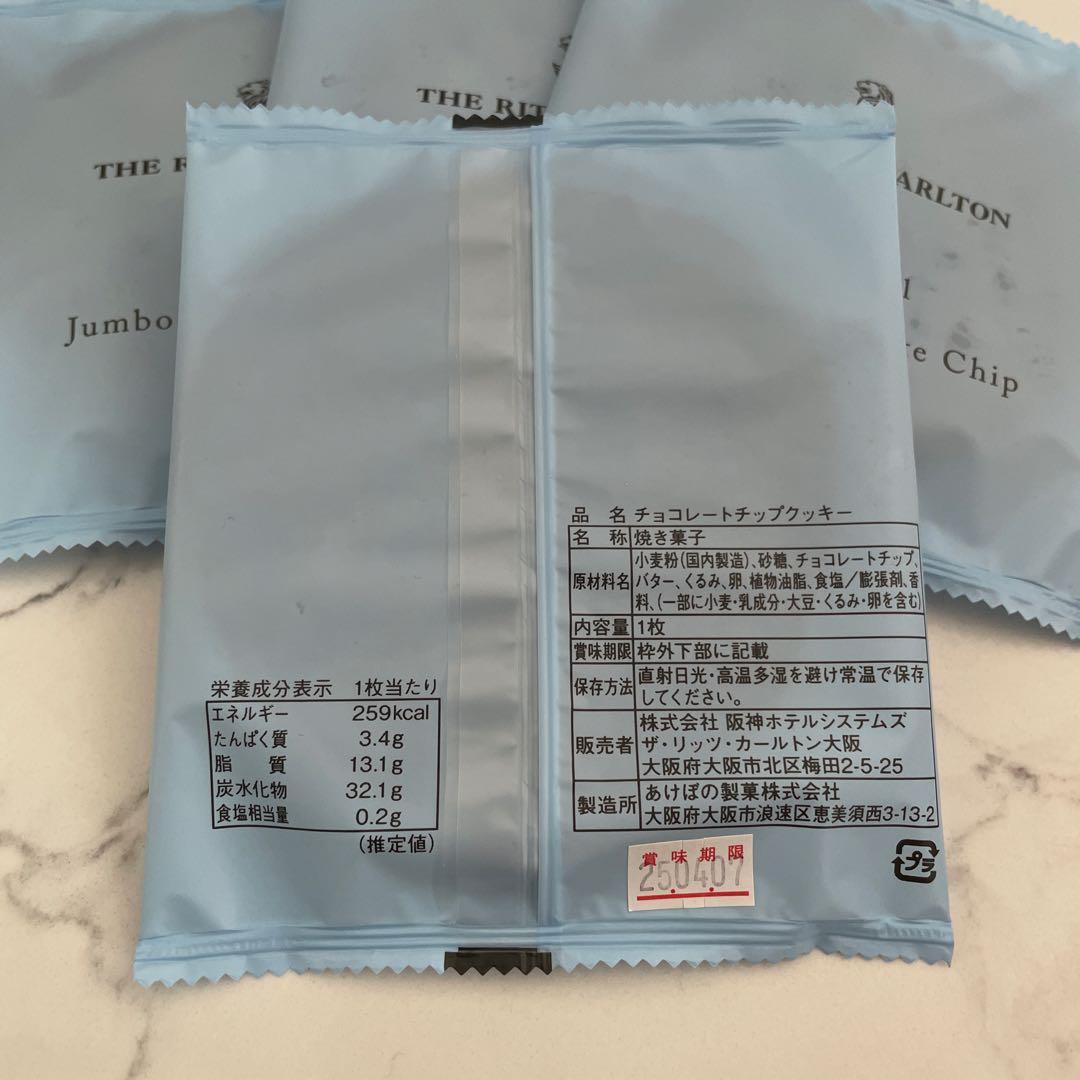 THE RIT
THE R
ARLTON
Jumbo
l
te Chip
品 名 チョコレートチップクッキー
名 称 焼き菓子
原材料名 小麦粉(国内製造)、砂糖、チョコレートチップ、
バター、くるみ、卵、植物油脂、食塩/膨張剤、香
料、(一部に小麦・乳成分・大豆・くるみ・卵を含む)
内容量 1枚
賞味期限 枠外下部に記載
保存方法 直射日光・高温多湿を避け常温で保存
してください。
販売者 株式会社 阪神ホテルシステムズ
ザ・リッツ・カールトン大阪
大阪府大阪市北区梅田2-5-25
製造所 あけぼの製菓株式会社
大阪府大阪市浪速区恵美須西3-13-2
栄養成分表示 1枚当たり
エネルギー 259kcal
たんぱく質 3.4g
脂 質 13.1g
炭水化物 32.1g
食塩相当量 0.2g
(推定値)
賞味期限
25.04.07
プラ